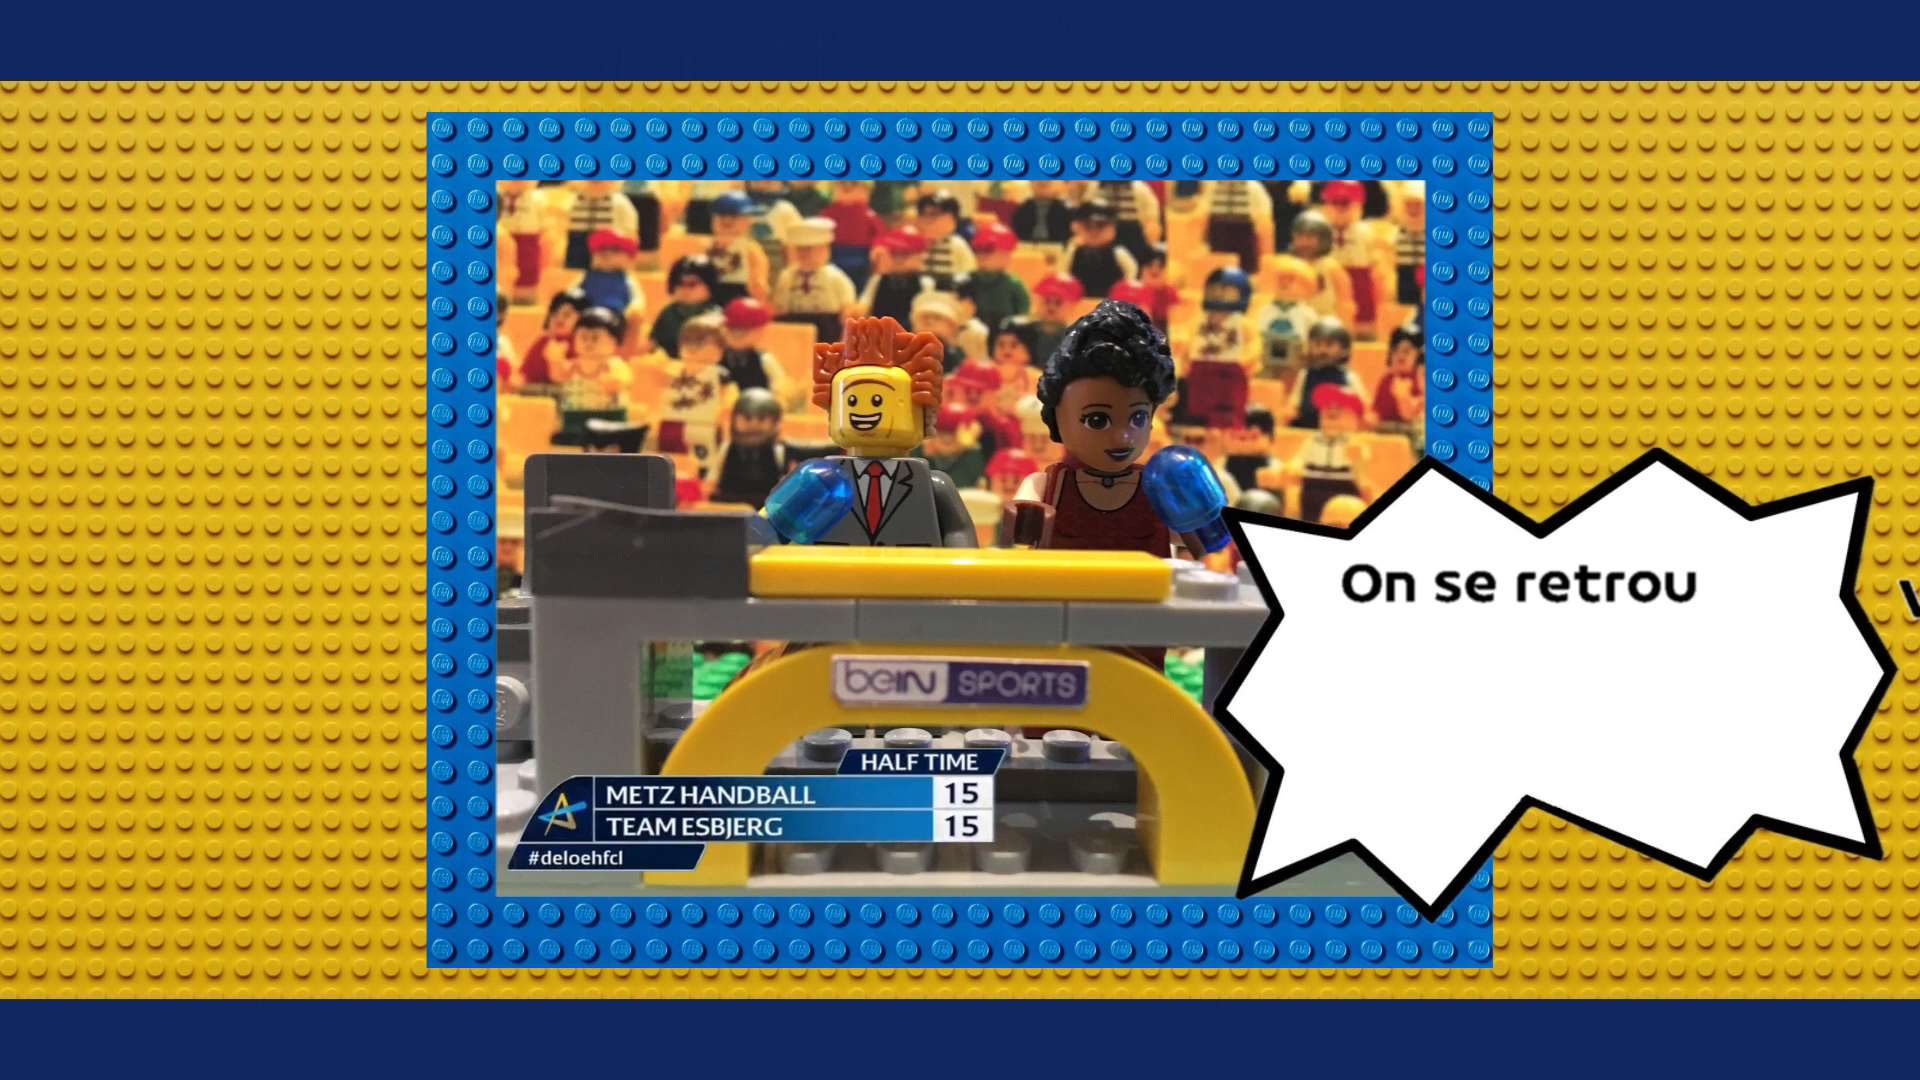 On se retrou
beIN SPORTS
HALF TIME
METZ HANDBALL 15
TEAM ESBJERG 15
#deloehfcl